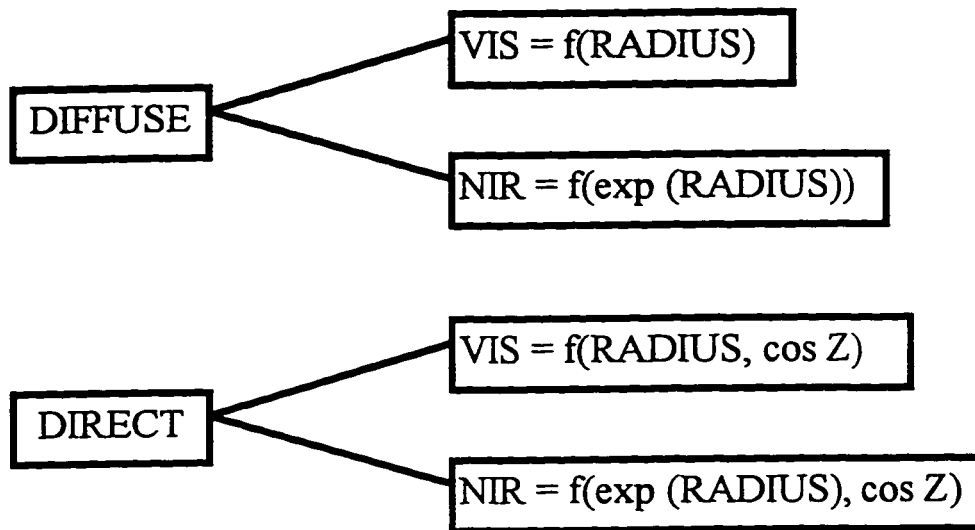 VIS = f(RADIUS)
DIFFUSE
NIR = f(exp (RADIUS))
VIS = f(RADIUS, cos Z)
DIRECT
NIR = f(exp (RADIUS), cos Z)